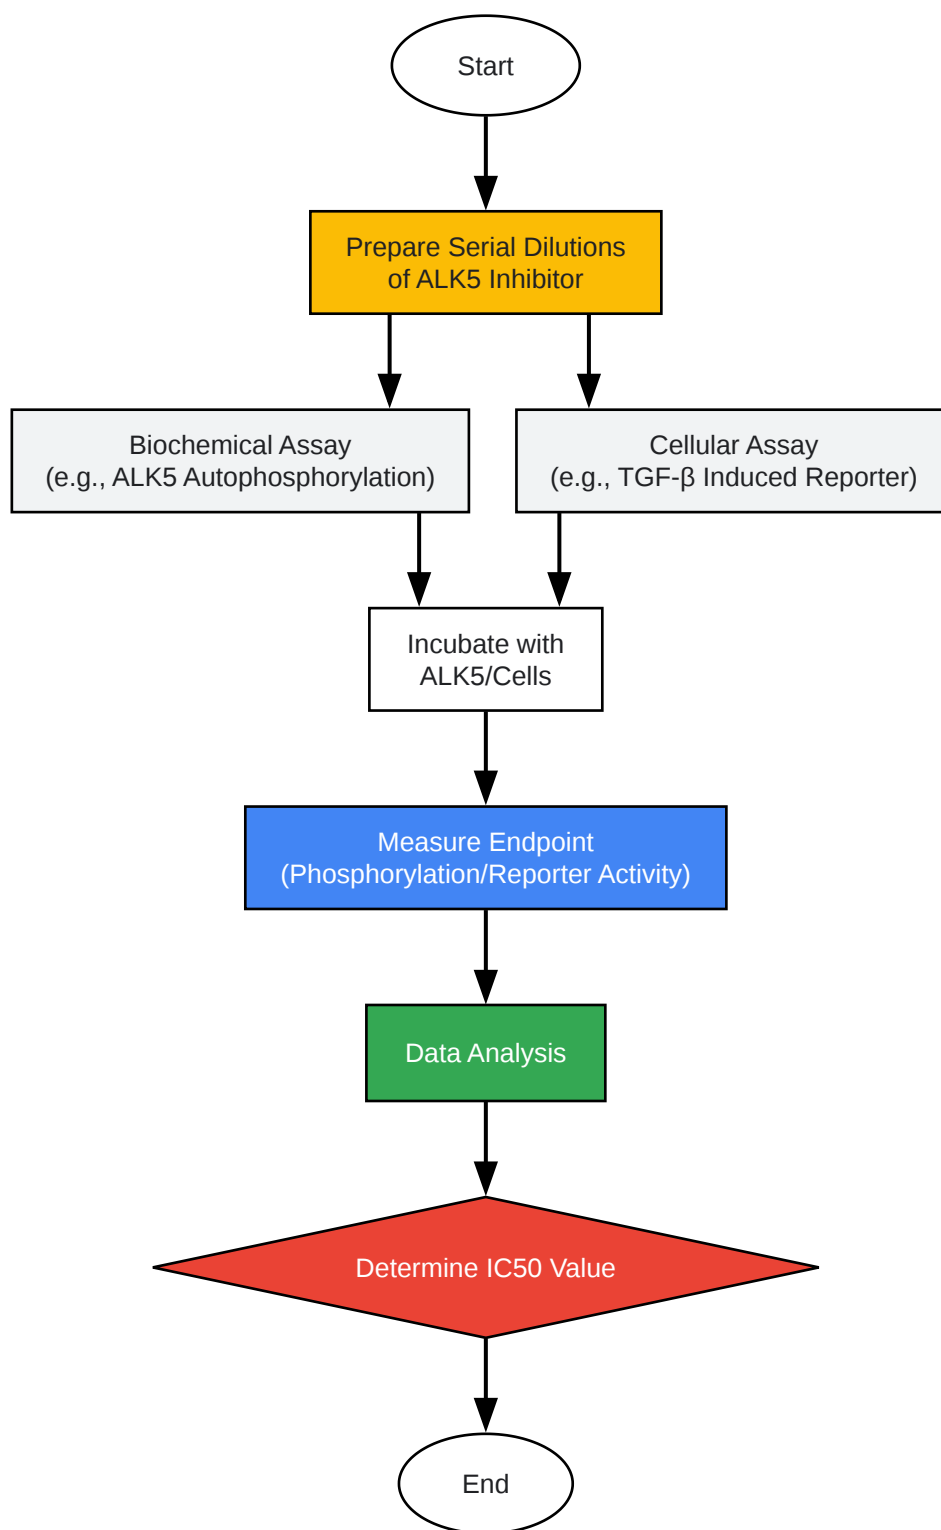 Start
Prepare Serial Dilutions
of ALK5 Inhibitor
Biochemical Assay
(e.g., ALK5 Autophosphorylation)
Cellular Assay
(e.g., TGF-β Induced Reporter)
Incubate with
ALK5/Cells
Measure Endpoint
(Phosphorylation/Reporter Activity)
Data Analysis
Determine IC50 Value
End